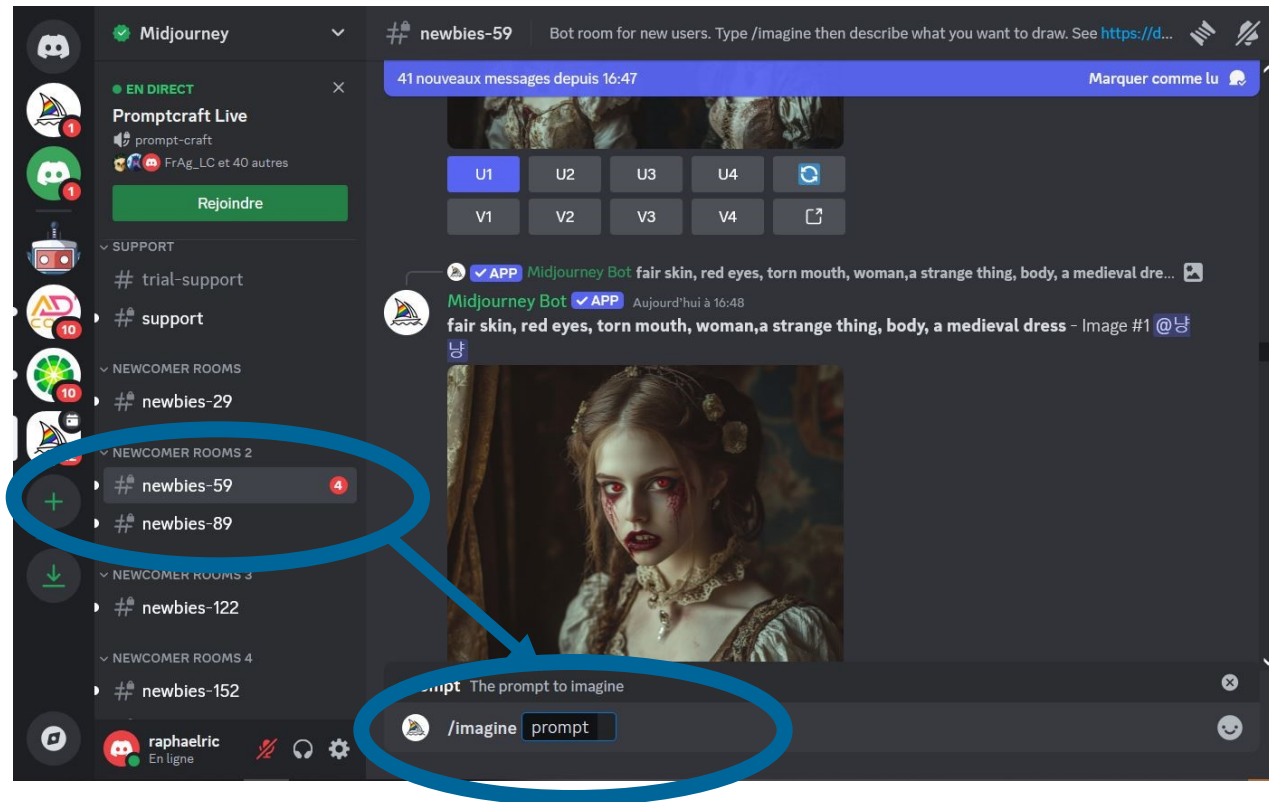 Midjourney
EN DIRECT
Promptcraft Live
prompt-craft
FrAg_LC et 40 autres
Rejoindre
SUPPORT
trial-support
support
NEWCOMER ROOMS
newbies-29
NEWCOMER ROOMS 2
newbies-59 4
newbies-89
NEWCOMER ROOMS 3
newbies-122
NEWCOMER ROOMS 4
newbies-152
raphaelric
En ligne
1
1
10
10
newbies-59 Bot room for new users. Type /imagine then describe what you want to draw. See https://d...
41 nouveaux messages depuis 16:47 Marquer comme lu
U1 U2 U3 U4
V1 V2 V3 V4
APP Midjourney Bot fair skin, red eyes, torn mouth, woman,a strange thing, body, a medieval dre...
Midjourney Bot APP Aujourd'hui à 16:48
fair skin, red eyes, torn mouth, woman,a strange thing, body, a medieval dress - Image #1 @냥
냥
The prompt to imagine
/imagine prompt